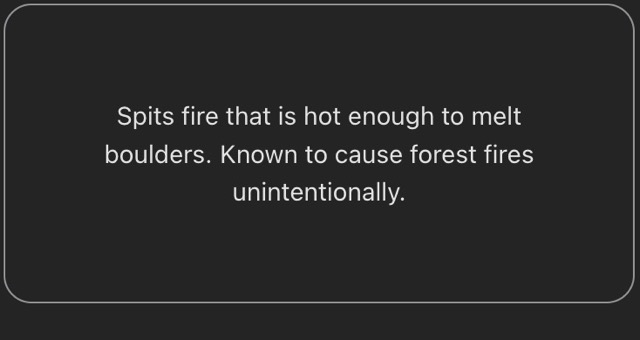 Spits fire that is hot enough to melt
boulders. Known to cause forest fires
unintentionally.